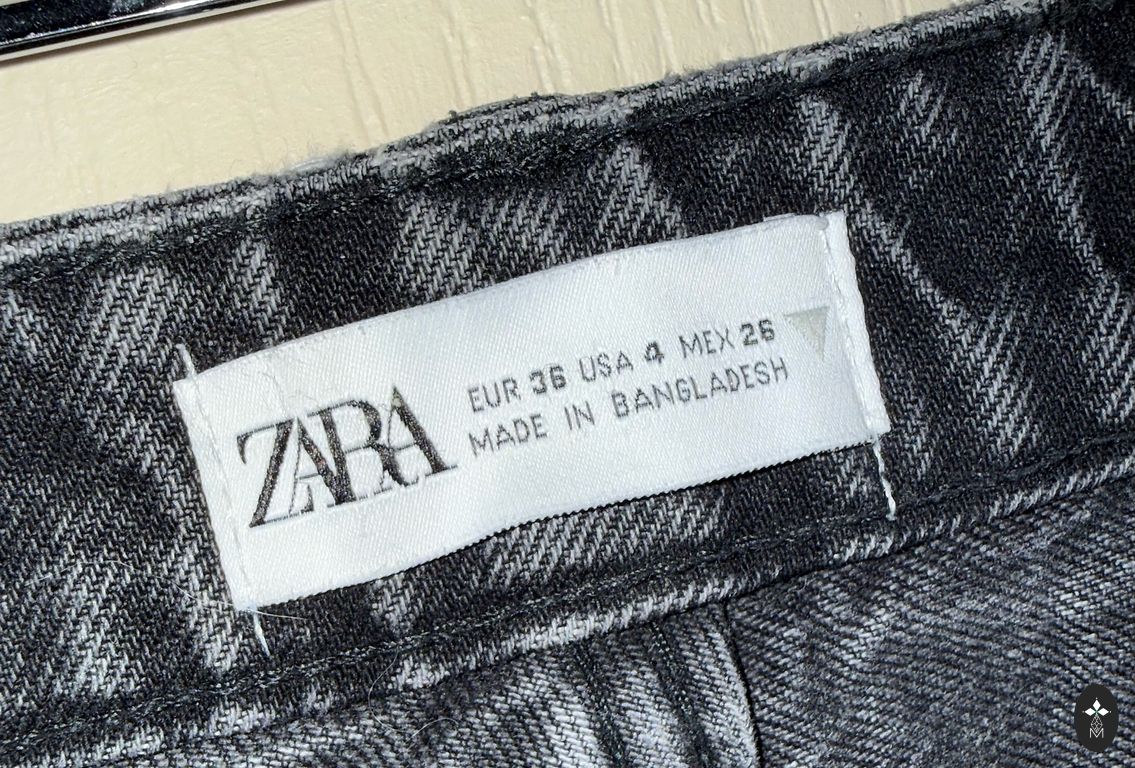 ZARA
EUR 36 USA 4 MEX 26
MADE IN BANGLADESH
M